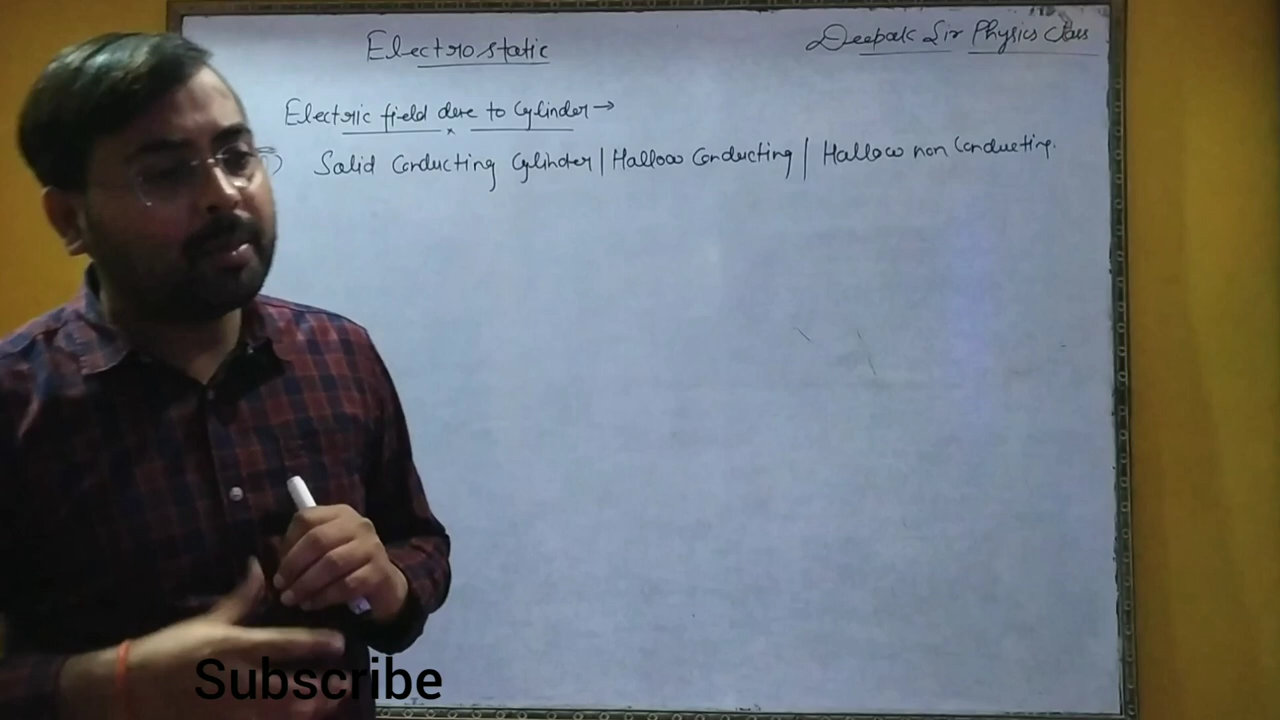 Electrostatic
Deepak Sir Physics Class
Electric field due to Cylinder →
) Solid Conducting Cylinder | Hallow Conducting | Hallow non Conducting.
Subscribe